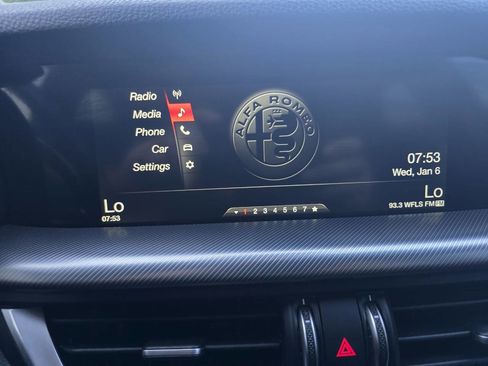 Radio
Media
Phone
Car
Settings
ALFA ROMEO
07:53
Wed, Jan 6
Lo
07:53
Lo
93.3 WFLS FM FM
1 2 3 4 5 6 7